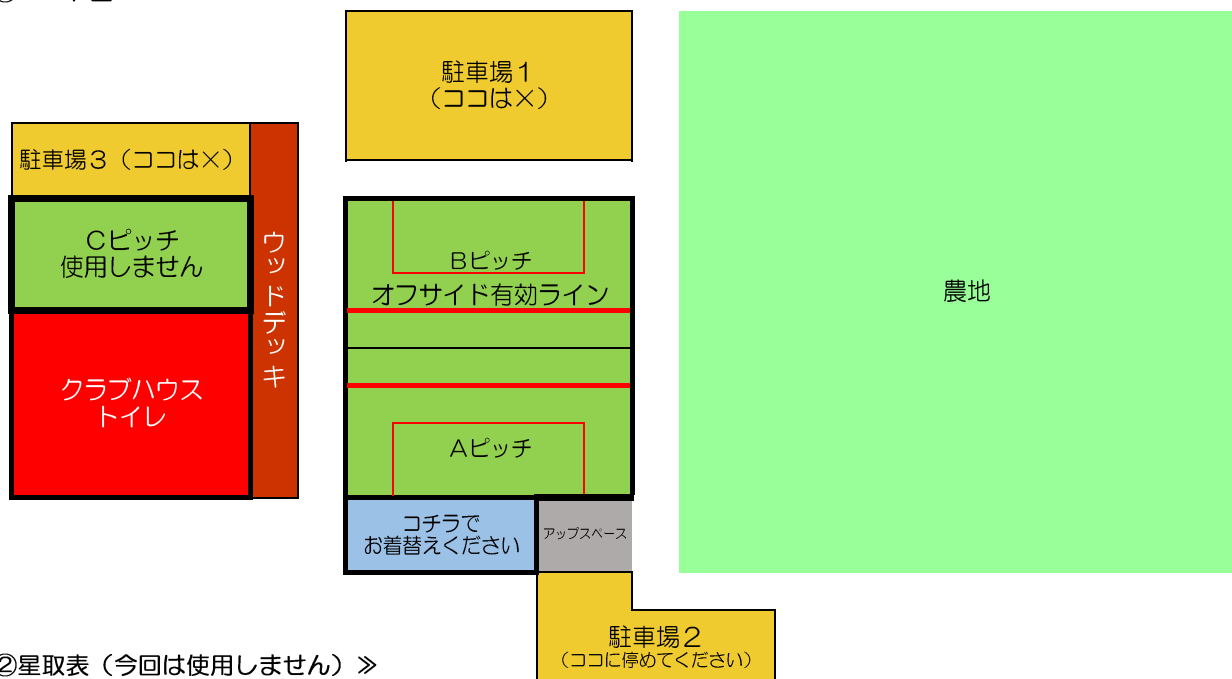 駐車場１
（ココは×）
駐車場３（ココは×）
Ｃピッチ
使用しません
ウッドデッキ
Ｂピッチ
オフサイド有効ライン
農地
クラブハウス
トイレ
Ａピッチ
コチラで
お着替えください
アップスペース
駐車場２
（ココに停めてください）
②星取表（今回は使用しません）≫